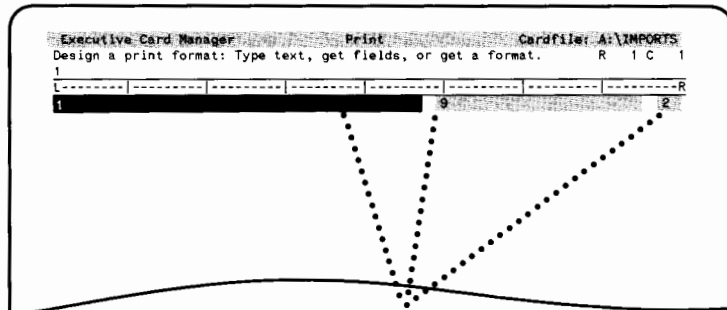 Executive Card Manager Print Cardfile: A:\IMPORTS
Design a print format: Type text, get fields, or get a format. R 1 C 1
1
L--------|---------|---------|---------|---------|---------|---------|---------R
1 9 2